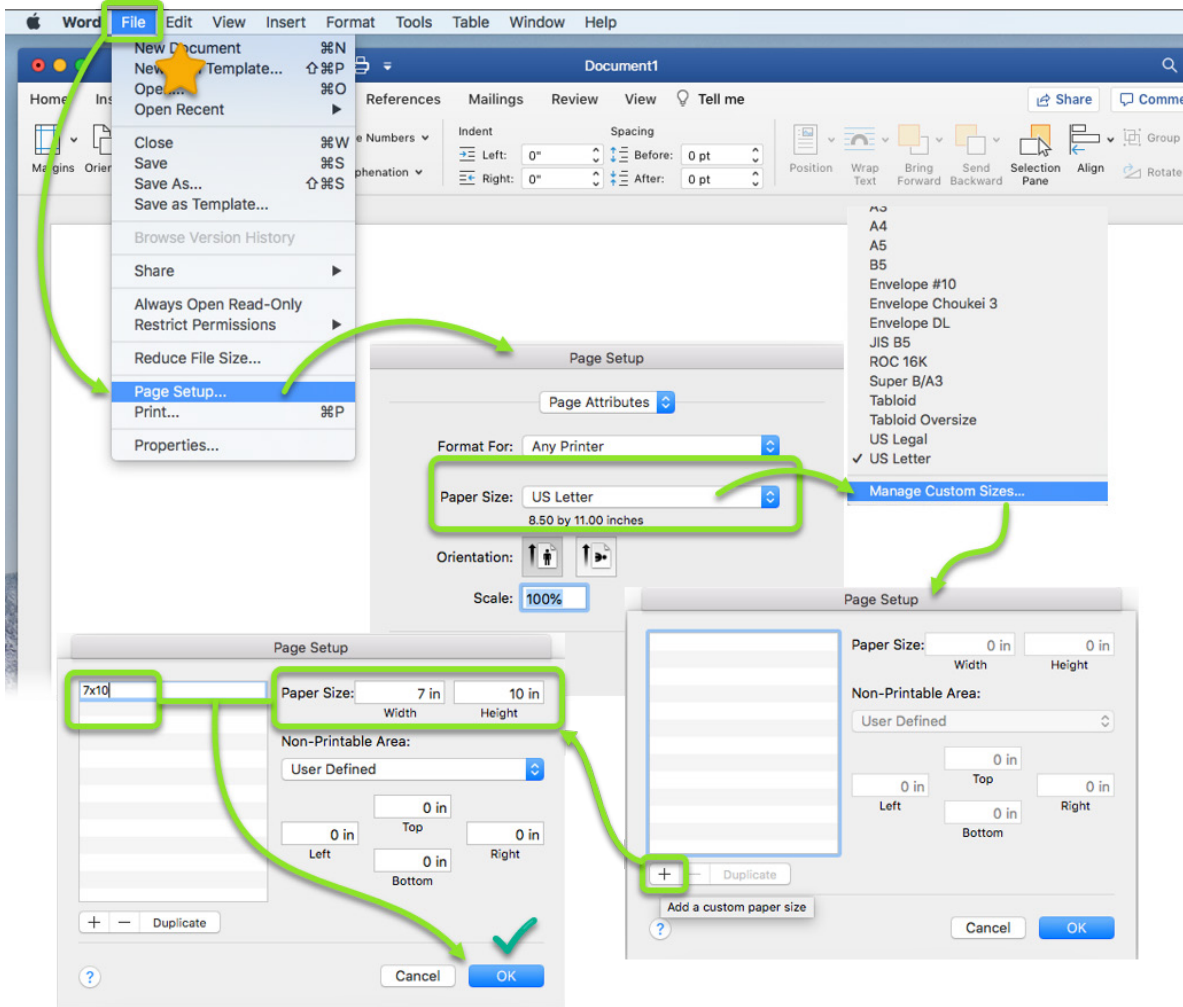 Word File Edit View Insert Format Tools Table Window Help
New Document ⌘N
New Template... ⇧⌘P
Open... ⌘O
Open Recent ▶
Close ⌘W
Save ⌘S
Save As... ⇧⌘S
Save as Template...
Browse Version History
Share ▶
Always Open Read-Only
Restrict Permissions ▶
Reduce File Size...
Page Setup...
Print... ⌘P
Properties...
Document1
Home Ins References Mailings Review View Tell me Share Comme
Margins Orien
e Numbers
phenation
Indent Spacing
Left: 0" Before: 0 pt
Right: 0" After: 0 pt
Position Wrap Text Bring Forward Send Backward Selection Pane Align
Group
Rotate
A3
A4
A5
B5
Envelope #10
Envelope Choukei 3
Envelope DL
JIS B5
ROC 16K
Super B/A3
Tabloid
Tabloid Oversize
US Legal
✓ US Letter
Manage Custom Sizes...
Page Setup
Page Attributes
Format For: Any Printer
Paper Size: US Letter
8.50 by 11.00 inches
Orientation:
Scale: 100%
Page Setup
Paper Size: 0 in 0 in
Width Height
Non-Printable Area:
User Defined
0 in
Top
0 in 0 in
Left Right
0 in
Bottom
+ − Duplicate
Add a custom paper size
? Cancel OK
Page Setup
7x10
Paper Size: 7 in 10 in
Width Height
Non-Printable Area:
User Defined
0 in
Top
0 in 0 in
Left Right
0 in
Bottom
+ − Duplicate
? Cancel OK